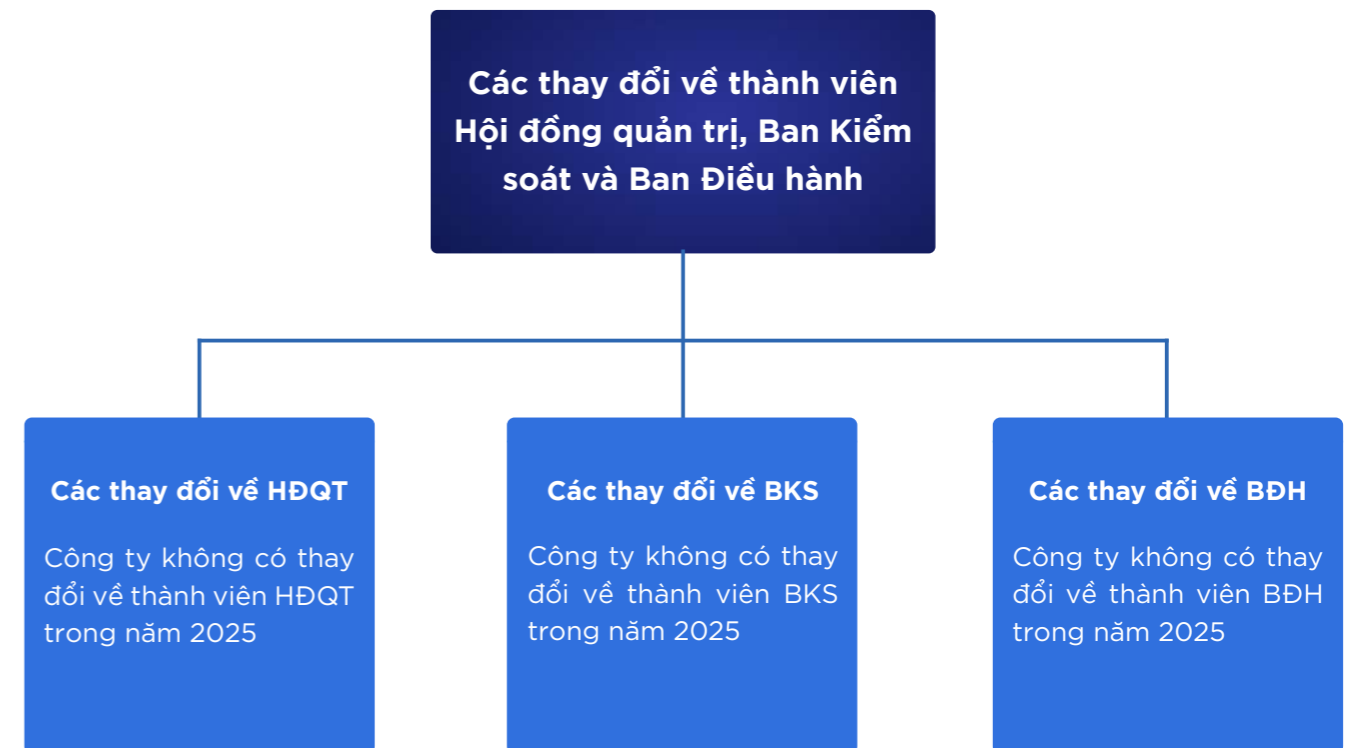 Các thay đổi về thành viên
Hội đồng quản trị, Ban Kiểm
soát và Ban Điều hành
Các thay đổi về HĐQT
Công ty không có thay
đổi về thành viên HĐQT
trong năm 2025
Các thay đổi về BKS
Công ty không có thay
đổi về thành viên BKS
trong năm 2025
Các thay đổi về BĐH
Công ty không có thay
đổi về thành viên BĐH
trong năm 2025